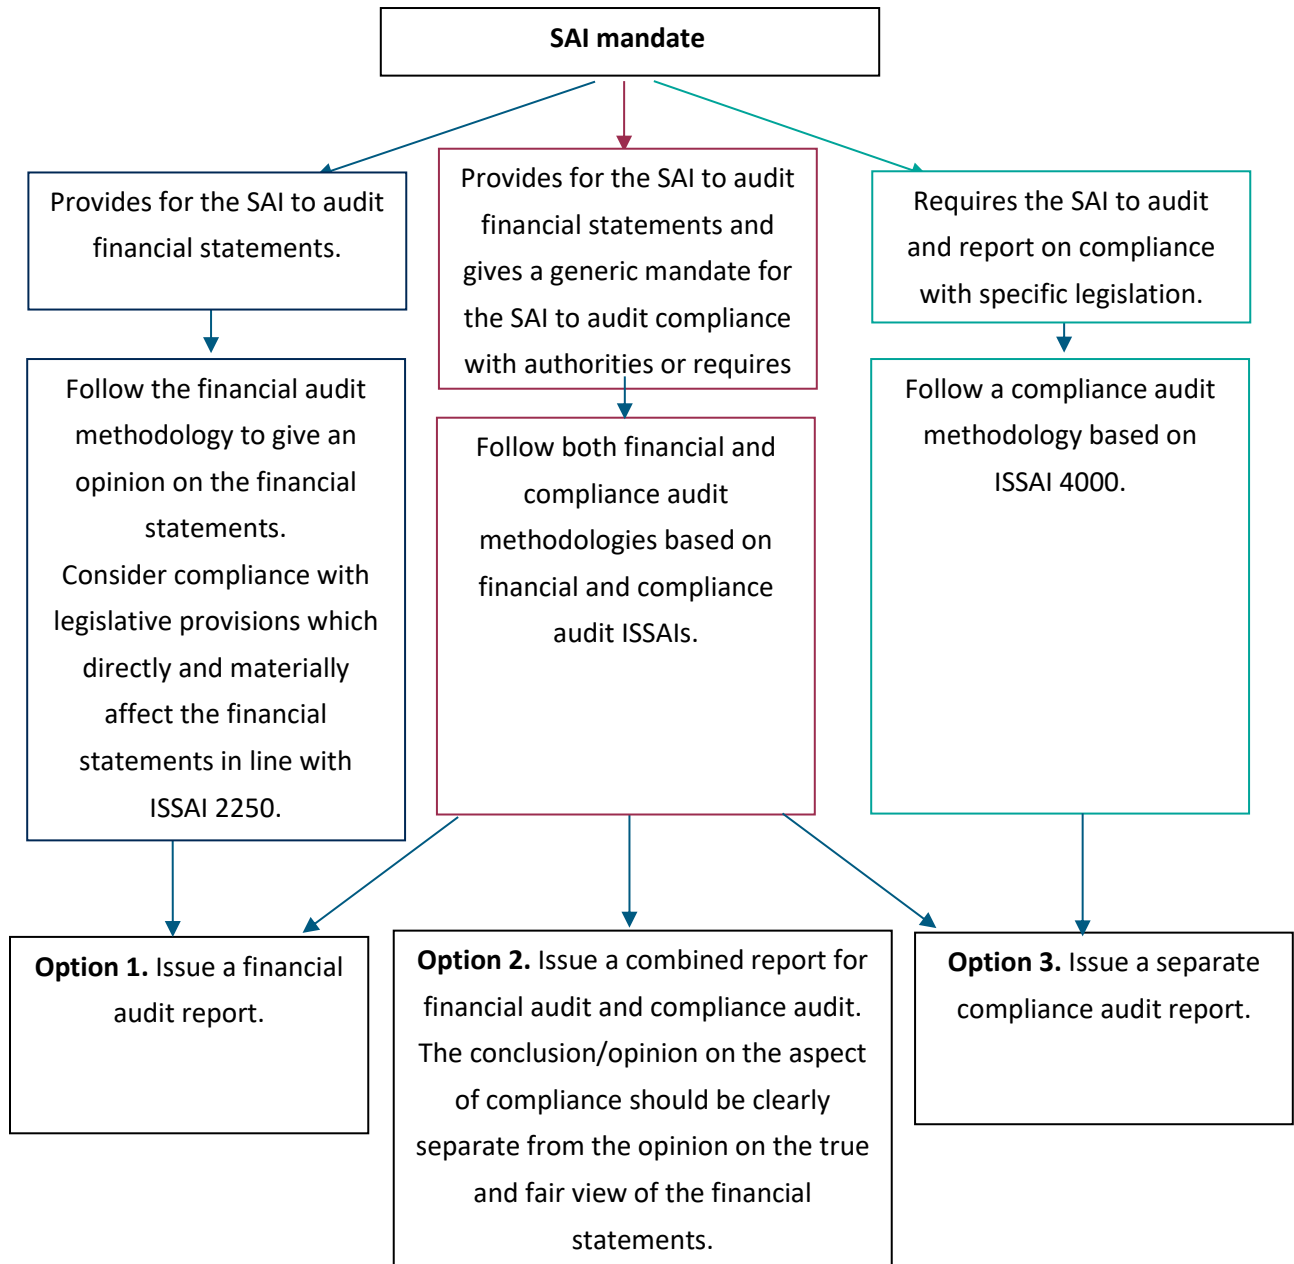 SAI mandate
Provides for the SAI to audit
financial statements.
Provides for the SAI to audit
financial statements and
gives a generic mandate for
the SAI to audit compliance
with authorities or requires
Requires the SAI to audit
and report on compliance
with specific legislation.
Follow the financial audit
methodology to give an
opinion on the financial
statements.
Consider compliance with
legislative provisions which
directly and materially
affect the financial
statements in line with
ISSAI 2250.
Follow both financial and
compliance audit
methodologies based on
financial and compliance
audit ISSAIs.
Follow a compliance audit
methodology based on
ISSAI 4000.
Option 1. Issue a financial
audit report.
Option 2. Issue a combined report for
financial audit and compliance audit.
The conclusion/opinion on the aspect
of compliance should be clearly
separate from the opinion on the true
and fair view of the financial
statements.
Option 3. Issue a separate
compliance audit report.